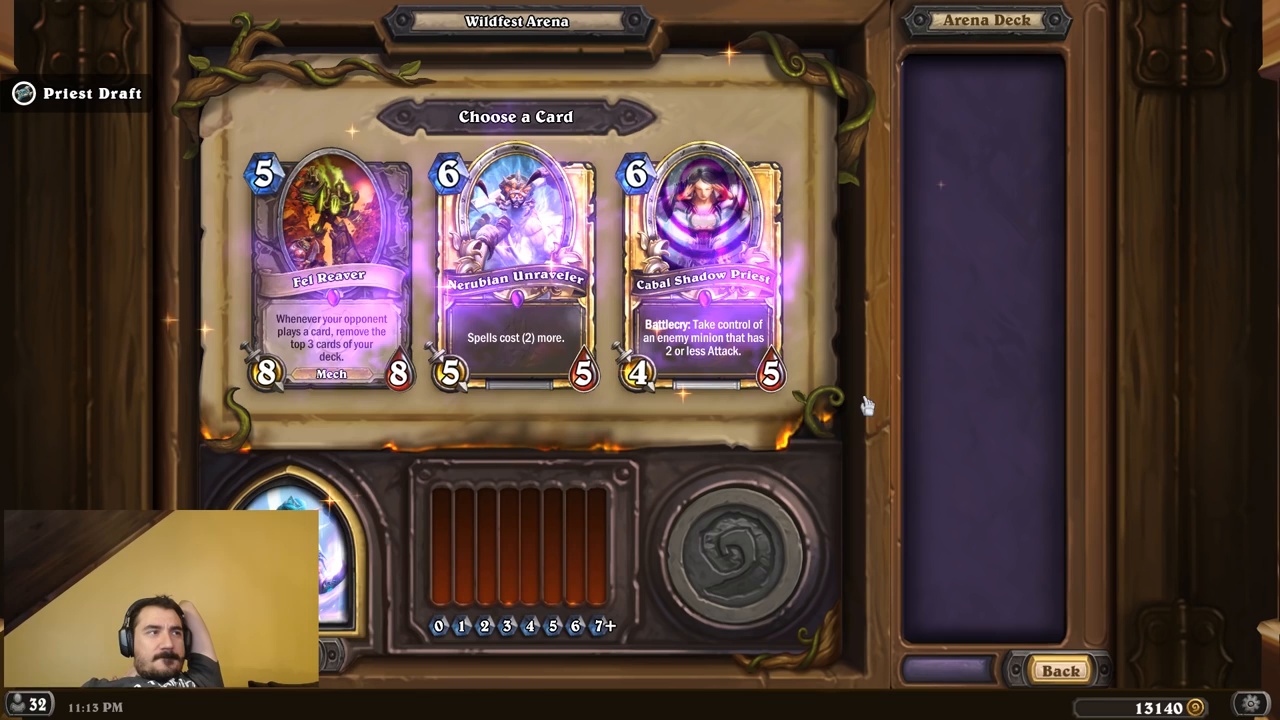 Wildfest Arena
Arena Deck
Priest Draft
Choose a Card
5
6
6
Fel Reaver
Nerubian Unraveler
Cabal Shadow Priest
Whenever your opponent
plays a card, remove the
top 3 cards of your
deck.
Spells cost (2) more.
Battlecry: Take control of
an enemy minion that has
2 or less Attack.
8
Mech
8
5
5
4
5
0 1 2 3 4 5 6 7+
Back
32
11:13 PM
13140